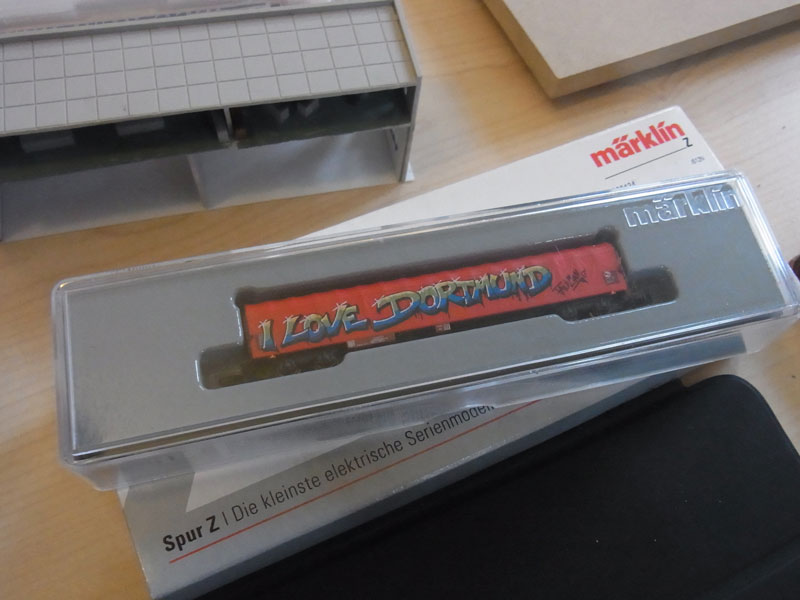 märklin
Z
märklin
I LOVE DORTMUND
Spur Z | Die kleinste elektrische Serienmodell